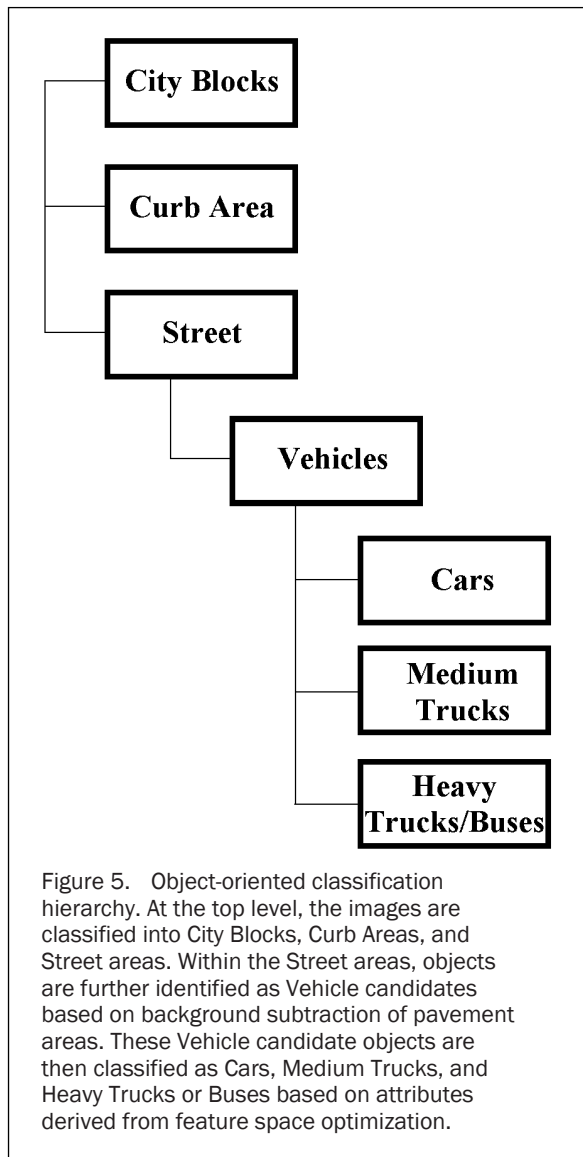 City Blocks
Curb Area
Street
Vehicles
Cars
Medium
Trucks
Heavy
Trucks/Buses
Figure 5. Object-oriented classification
hierarchy. At the top level, the images are
classified into City Blocks, Curb Areas, and
Street areas. Within the Street areas, objects
are further identified as Vehicle candidates
based on background subtraction of pavement
areas. These Vehicle candidate objects are
then classified as Cars, Medium Trucks, and
Heavy Trucks or Buses based on attributes
derived from feature space optimization.